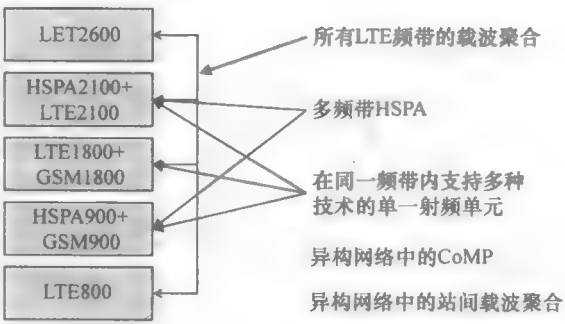 LET2600
所有LTE频带的载波聚合
HSPA2100+
LTE2100
多频带HSPA
LTE1800+
GSM1800
在同一频带内支持多种
技术的单一射频单元
HSPA900+
GSM900
异构网络中的CoMP
LTE800
异构网络中的站间载波聚合